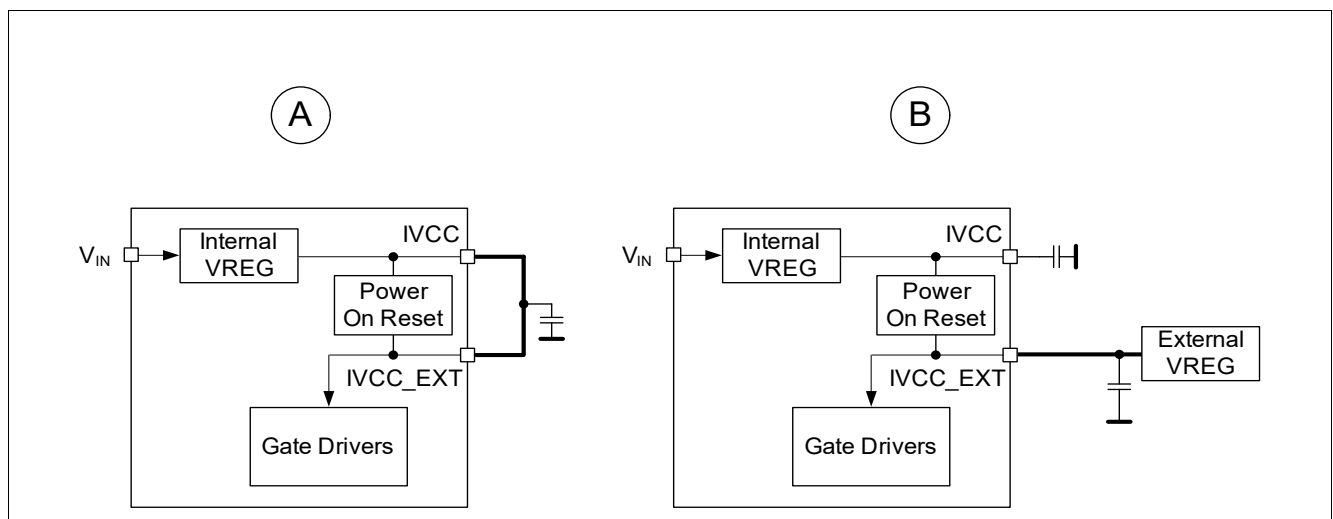 A
B
IVCC
V_IN
Internal
VREG
Power
On Reset
IVCC_EXT
Gate Drivers
IVCC
V_IN
Internal
VREG
Power
On Reset
IVCC_EXT
External
VREG
Gate Drivers